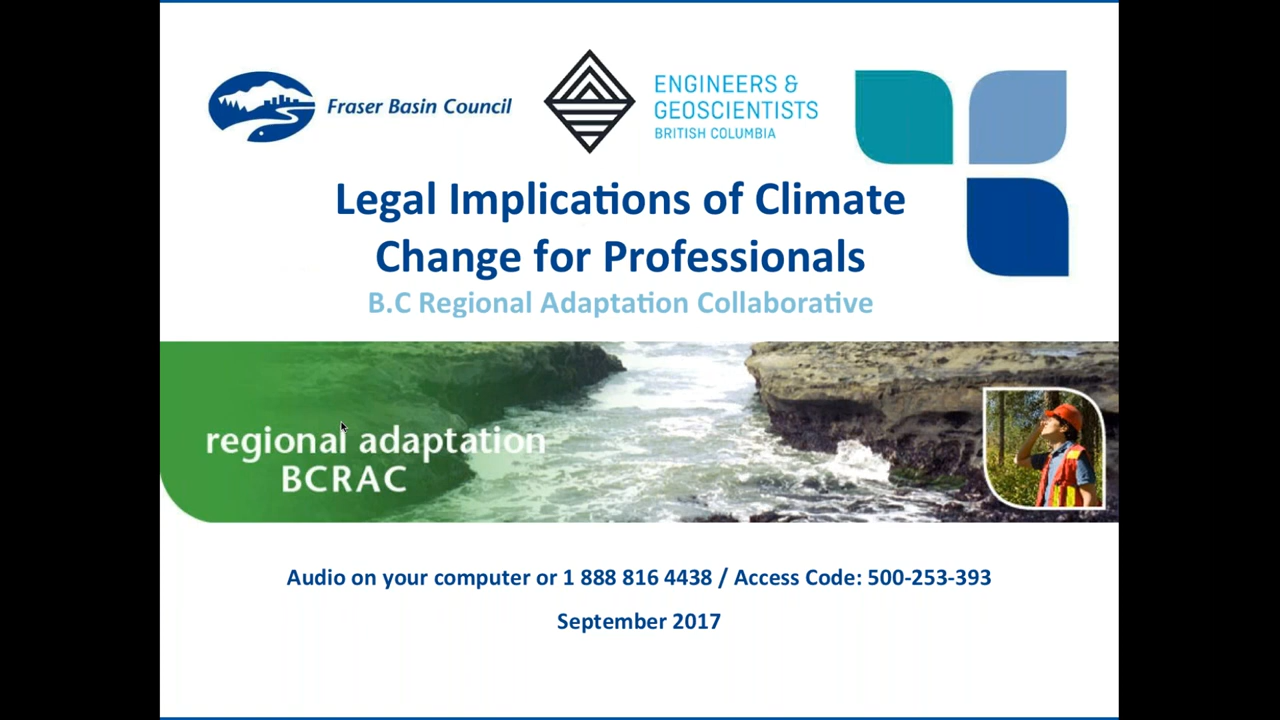 Fraser Basin Council
ENGINEERS &
GEOSCIENTISTS
BRITISH COLUMBIA
Legal Implications of Climate
Change for Professionals
B.C Regional Adaptation Collaborative
regional adaptation
BCRAC
Audio on your computer or 1 888 816 4438 / Access Code: 500-253-393
September 2017